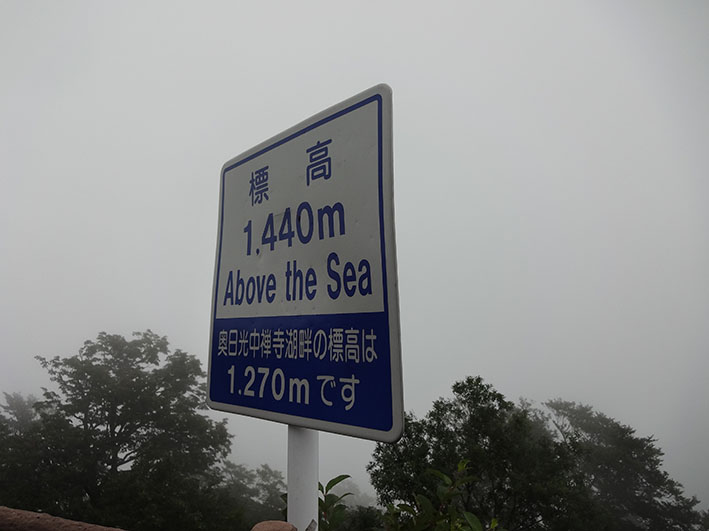 標高
1.440m
Above the Sea
奥日光中禅寺湖畔の標高は
1.270mです